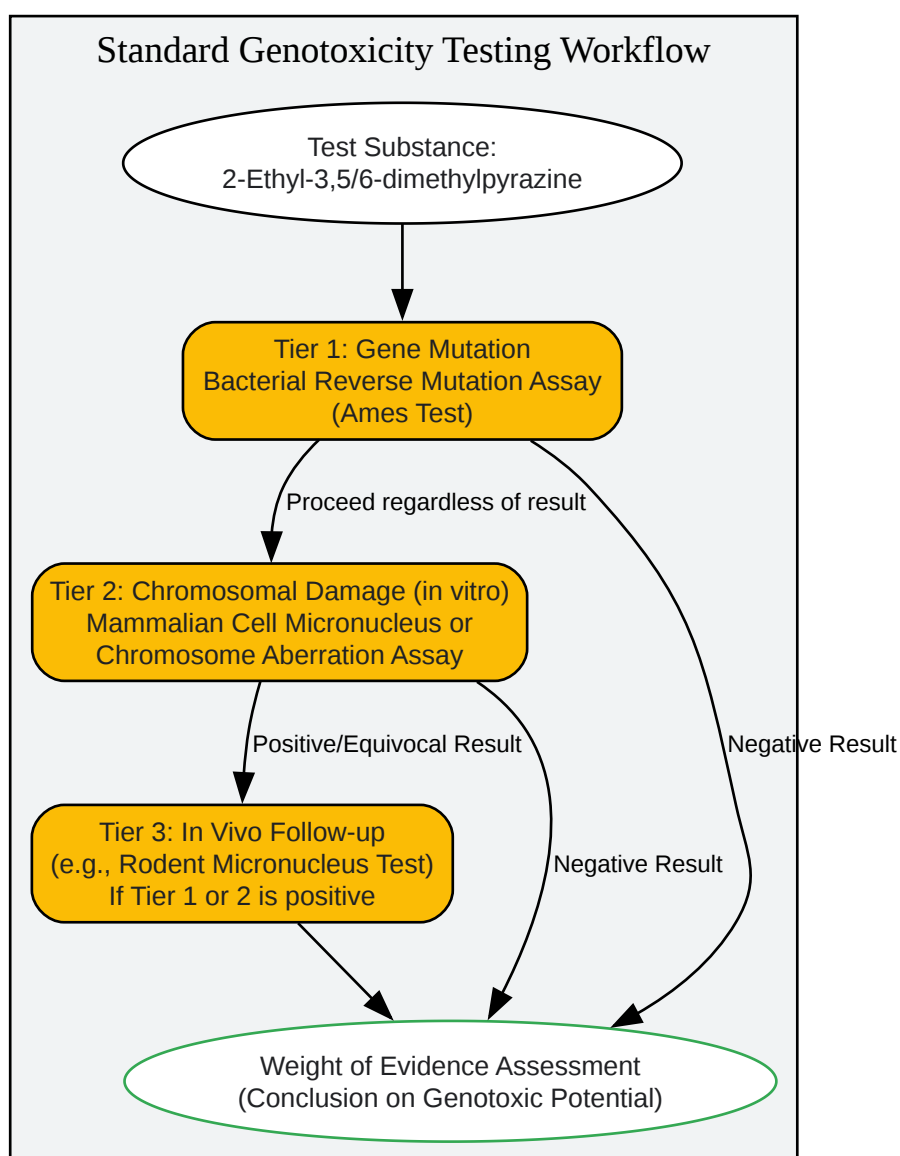 Standard Genotoxicity Testing Workflow
Test Substance:
2-Ethyl-3,5/6-dimethylpyrazine
Tier 1: Gene Mutation
Bacterial Reverse Mutation Assay
(Ames Test)
Proceed regardless of result
Tier 2: Chromosomal Damage (in vitro)
Mammalian Cell Micronucleus or
Chromosome Aberration Assay
Positive/Equivocal Result
Negative Result
Tier 3: In Vivo Follow-up
(e.g., Rodent Micronucleus Test)
If Tier 1 or 2 is positive
Negative Result
Weight of Evidence Assessment
(Conclusion on Genotoxic Potential)